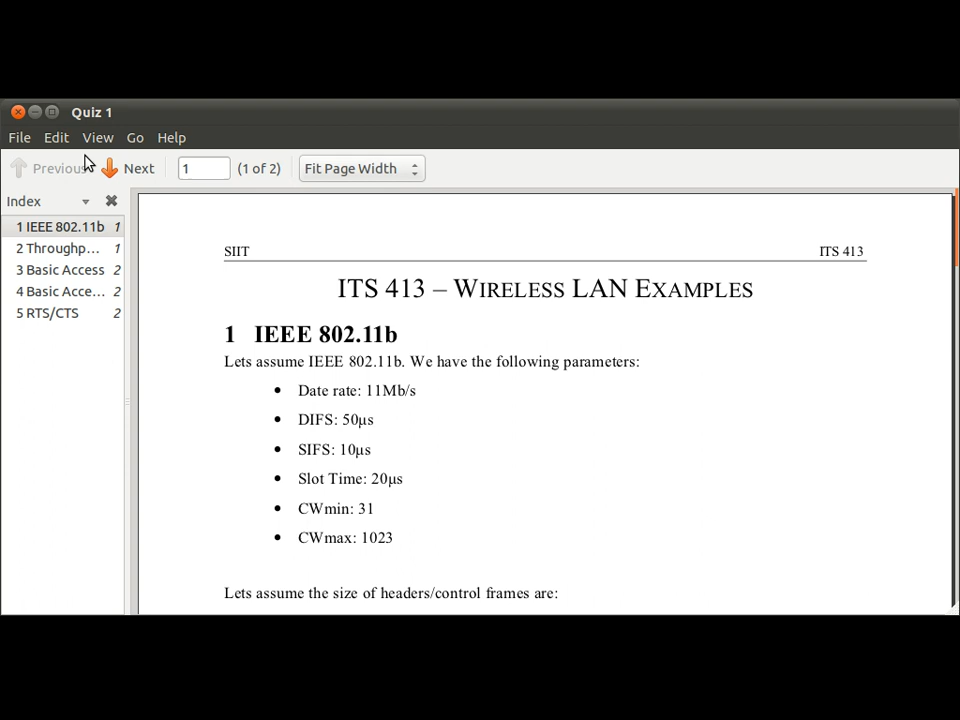 Quiz 1
File Edit View Go Help
Previous Next 1 (1 of 2) Fit Page Width
Index
1 IEEE 802.11b 1
2 Throughp... 1
3 Basic Access 2
4 Basic Acce... 2
5 RTS/CTS 2
SIIT ITS 413
ITS 413 – WIRELESS LAN EXAMPLES
1 IEEE 802.11b
Lets assume IEEE 802.11b. We have the following parameters:
• Date rate: 11Mb/s
• DIFS: 50µs
• SIFS: 10µs
• Slot Time: 20µs
• CWmin: 31
• CWmax: 1023
Lets assume the size of headers/control frames are: